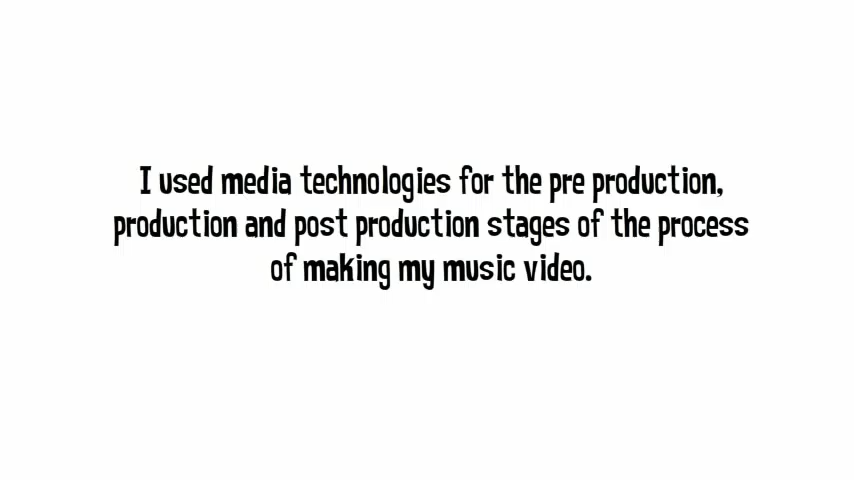 I used media technologies for the pre production,
production and post production stages of the process
of making my music video.